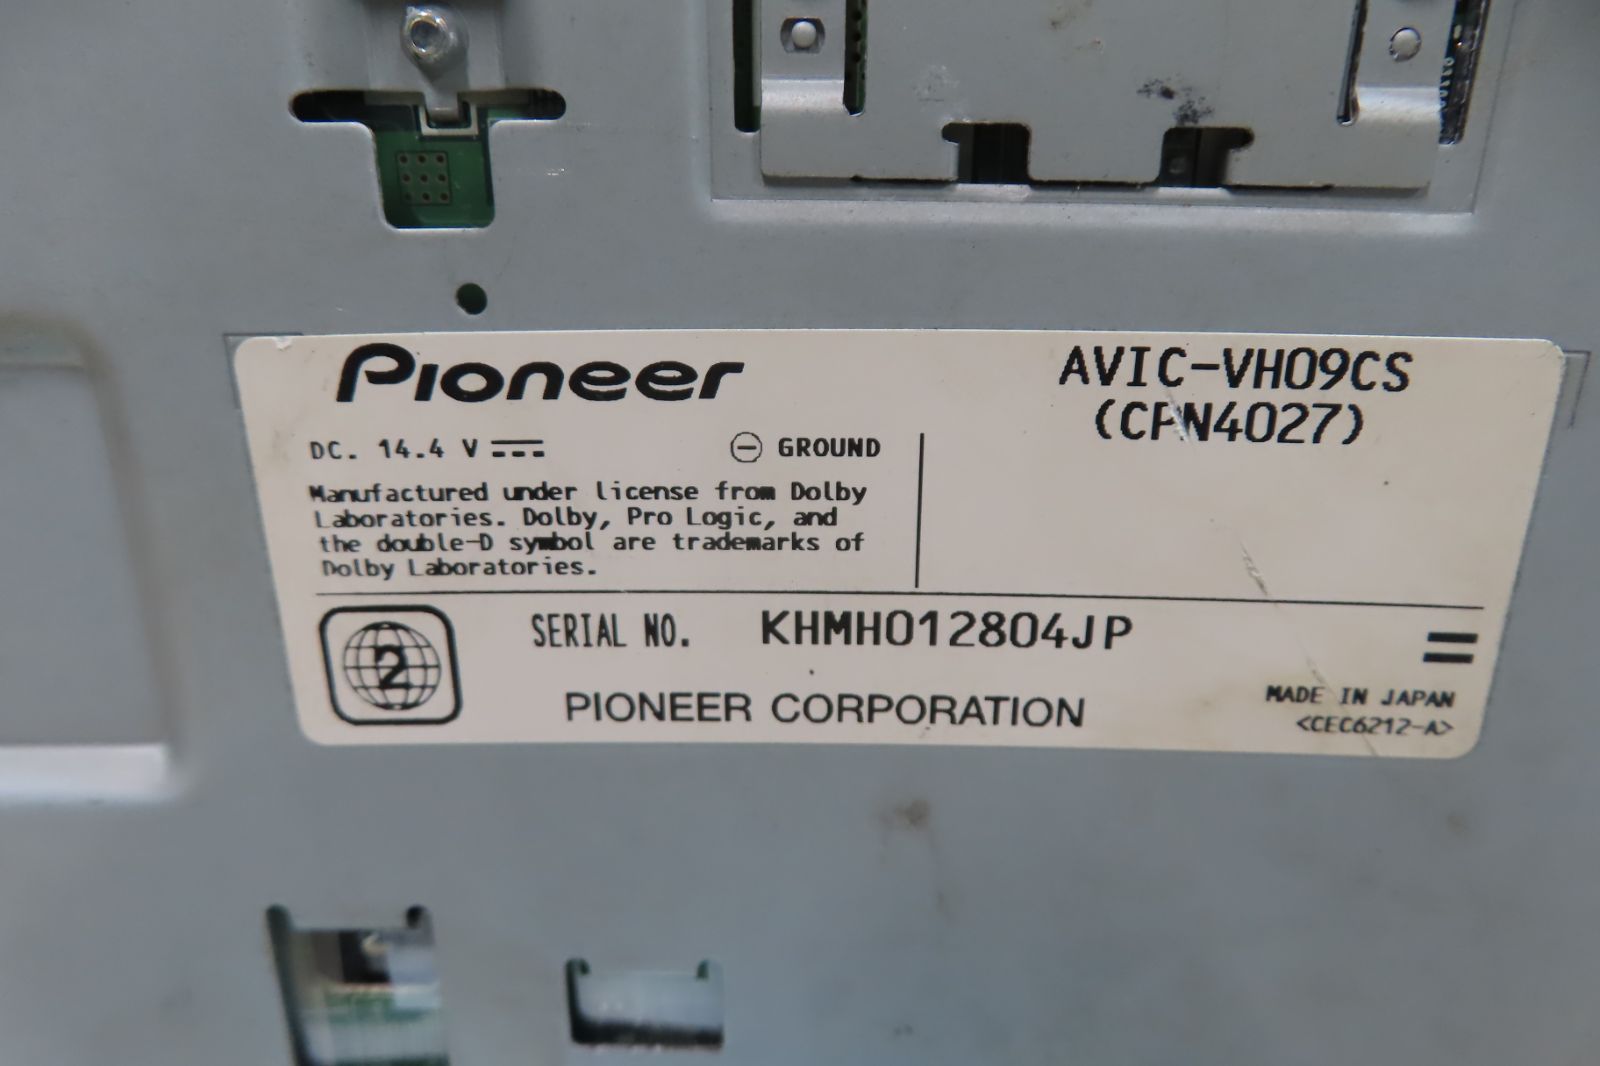 Pioneer
AVIC-VH09CS
(CPN4027)
DC. 14.4 V
GROUND
Manufactured under license from Dolby
Laboratories. Dolby, Pro Logic, and
the double-D symbol are trademarks of
Dolby Laboratories.
2
SERIAL NO. KHMH012804JP
PIONEER CORPORATION
MADE IN JAPAN
<CEC6212-A>